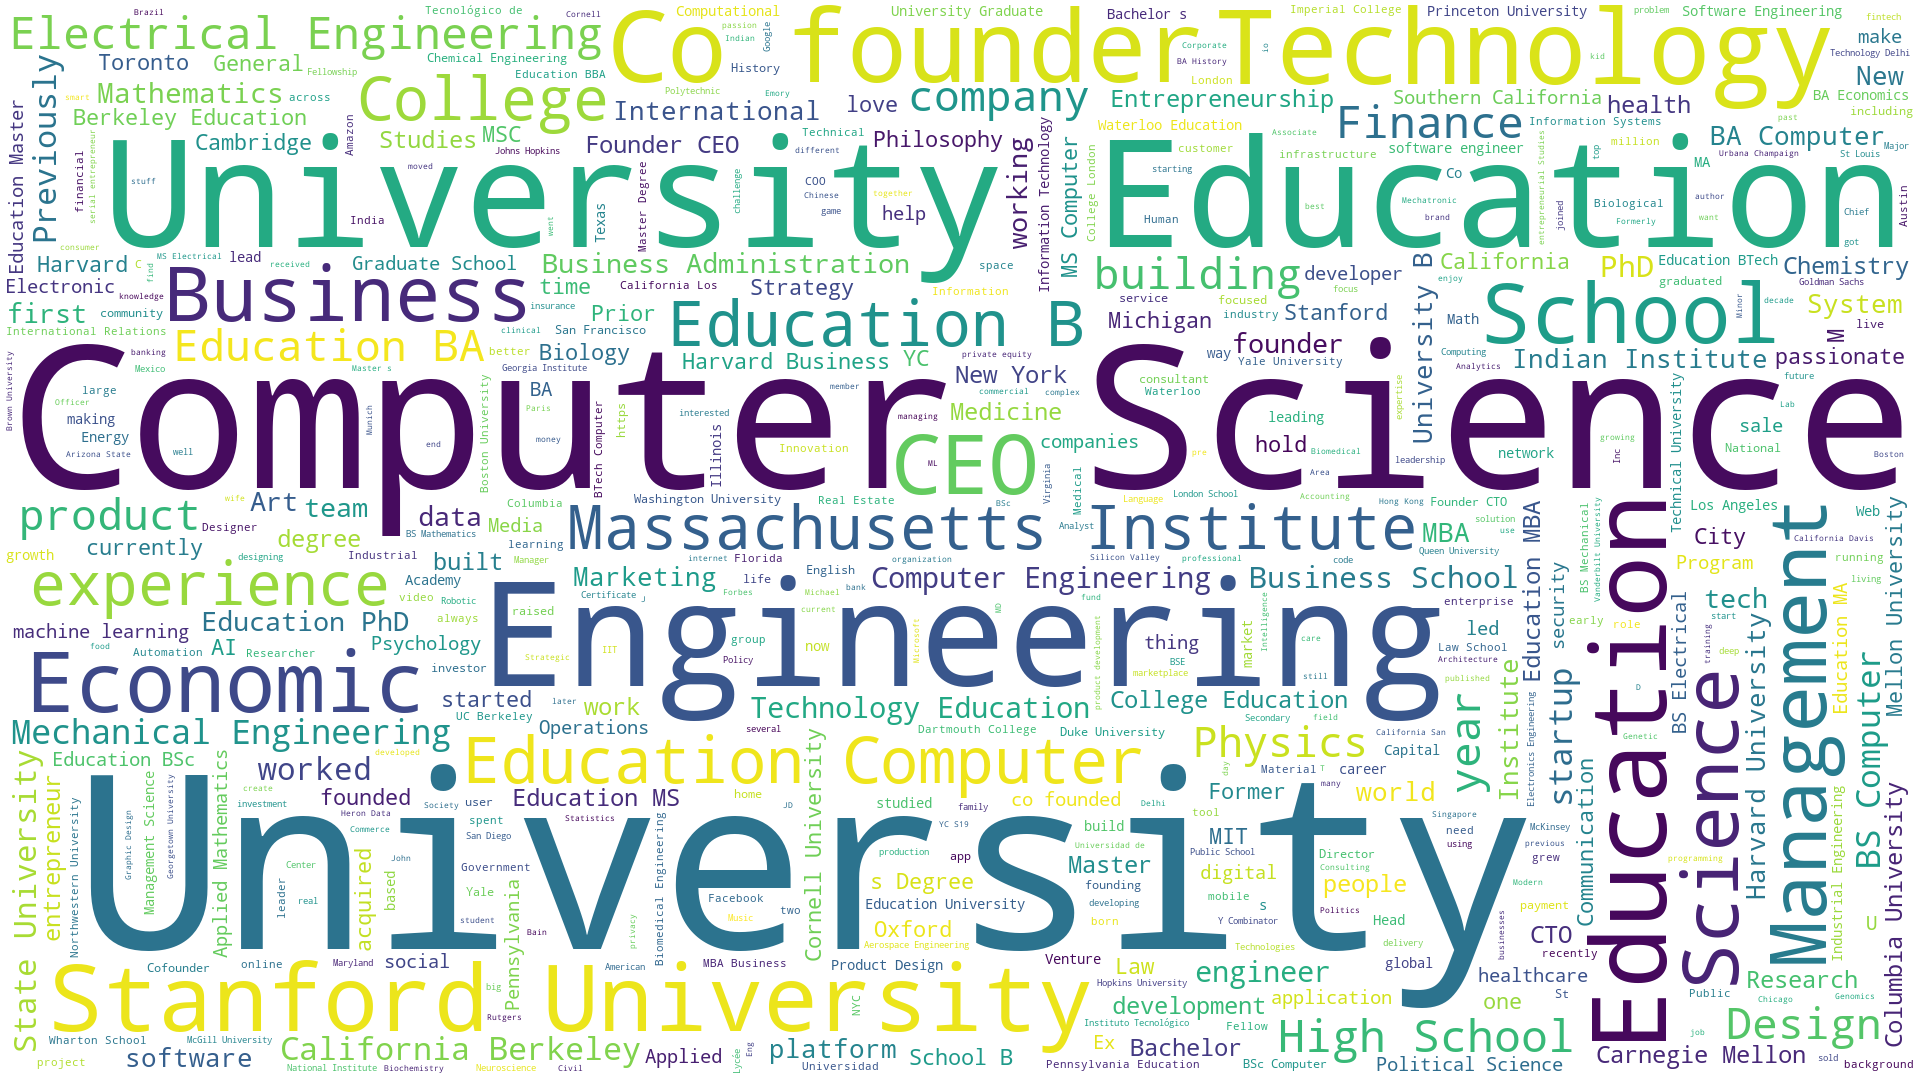 Brazil
Tecnológico de
Cornell
Electrical Engineering
Co founder
Technology
Computational
passion
Indian
Google
History
University Graduate
Bachelor s
Corporate
io
Imperial College
Princeton University
problem
Software Engineering
fintech
make
Technology Delhi
Toronto
General
Chemical Engineering
Fellowship
Education BBA
BA History
London
kid
New
Mathematics
smart
across
College
Polytechnic
Emory
International
love
company
Entrepreneurship
Southern California
health
BA Economics
including
past
Previously
Education Master
Berkeley Education
Amazon
Studies
MSC
Technical
Philosophy
Information Technology
Waterloo Education
Associate
Finance
Information Systems
BA Computer
Cambridge
Johns Hopkins
Founder CEO
different
working
MS Computer
College London
customer
infrastructure
software engineer
top
million
MA
Urbana Champaign
St Louis
Major
financial
serial entrepreneur
stuff
University
moved
COO
Chinese
game
together
help
challenge
Education
starting
Human
best
Mechatronic
brand
entrepreneurial Studies
Co
joined
Biological
Formerly
author
want
Chief
got
Austin
India
went
Texas
Master Degree
consumer
MS Electrical
find
received
lead
Harvard
C
Electronic
knowledge
Graduate School
Business Administration
space
building
developer
California
PhD
Education BTech
graduated
Chemistry
Goldman Sachs
Business
California Los
time
Strategy
Information
service
focused
focus
enjoy
University B
decade
Minor
System
live
first
community
insurance
Prior
Education B
industry
Michigan
Stanford
Math
School
International Relations
clinical
San Francisco
Education BA
better
Biology
Harvard Business
YC
private equity
founder
way
Yale University
Computing
Analytics
Indian Institute
M
passionate
Brown University
banking
Mexico
Master s
Georgia Institute
BA
member
New York
commercial
complex
consultant
Waterloo
expertise
future
Computer
Science
large
Officer
making
Energy
Arizona State
well
Munich
end
Boston University
Paris
money
BTech Computer
https
interested
Illinois
Innovation
managing
Medicine
companies
leading
hold
pre
Biomedical
Area
leadership
network
Technical University
Lab
sale
National
growing
Inc
Boston
CEO
ML
wife
Columbia
Washington University
Real Estate
BSc
Virginia
Medical
Language
London School
Accounting
Hong Kong
Founder CTO
Los Angeles
Web
product
Designer
Art
team
data
BS Mathematics
Media
Massachusetts Institute
Analyst
MBA
solution
use
Queen University
Education MBA
BS Mechanical
Vanderbilt University
City
California Davis
running
growth
currently
designing
degree
Industrial
built
learning
Manager
internet
Florida
organization
Silicon Valley
professional
code
Program
experience
Academy
video
Robotic
Marketing
Certificate J
life
Forbes
English
Michael
bank
Computer Engineering
Business School
security
Education
Science
Management
living
Mellon University
tech
start
Education PhD
always
raised
Engineering
current
MD
fund
Intelligence
care
enterprise
early
role
machine learning
food
Automation
AI
Researcher
Psychology
investor
Strategic
IIT
group
Policy
now
Microsoft
product development
thing
BSE
marketplace
market
still
led
Law School
Architecture
published
training
deep
Education MA
BS Electrical
BS Computer
Harvard University
Economic
started
UC Berkeley
later
work
Operations
Technology Education
College Education
Secondary
field
year
Institute
startup
D
Genetic
Mechanical Engineering
several
Dartmouth College
Duke University
California San
Capital
Physics
Electronics Engineering
State University
Education BSc
developed
Education Computer
Cornell University
day
Material
T
many
career
world
Communication
entrepreneur
create
investment
worked
founded
Heron Data
Commerce
Society
user
spent
San Diego
Education MS
Statistics
home
JD
studied
family
YC S19
co founded
Delhi
Former
tool
Singapore
McKinsey
previous
using
need
grew
programming
Industrial Engineering
Columbia University
Northwestern University
Graphic Design
Georgetown University
Management Science
Applied Mathematics
Center
John
leader
real
acquired
based
Government
Yale
student
Pennsylvania
Bain
privacy
Biomedical Engineering
University
Facebook
Music
two
production
app
build
Universidad de
Master
founding
developing
born
s Degree
Education University
Oxford
Aerospace Engineering
MIT
Public School
digital
mobile
s
Y Combinator
Technologies
Director
Consulting
people
Politics
Head
delivery
global
businesses
Modern
payment
CTO
recently
U
Cofounder
online
Maryland
social
American
MBA Business
Product Design
Venture
Hopkins University
Law
engineer
development
application
healthcare
St
one
Public
Research
Chicago
Genomics
Stanford University
big
Rutgers
NYC
Instituto Tecnológico
Fellow
High School
job
Design
sold
Wharton School
McGill University
project
software
California Berkeley
National Institute
Biochemistry
Neuroscience
Civil
Eng
Applied
Lycée
platform
Universidad
School B
Ex
Bachelor
Pennsylvania Education
BSc Computer
Political Science
Carnegie Mellon
background